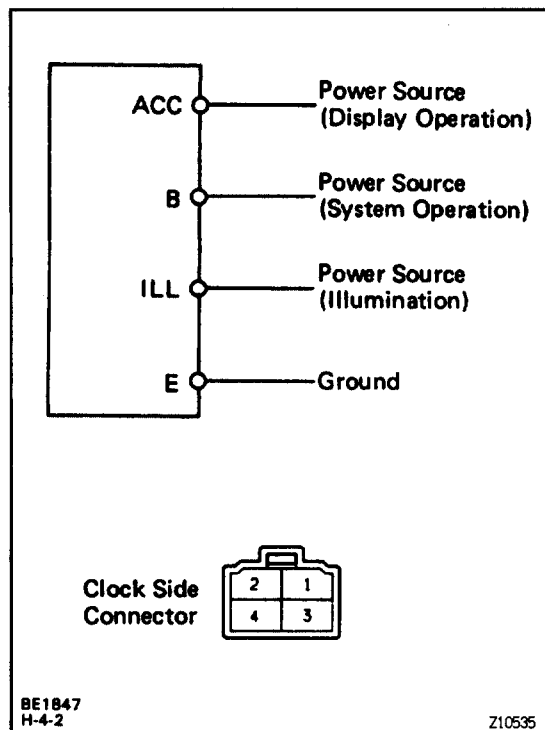 ACC
Power Source
(Display Operation)
B
Power Source
(System Operation)
ILL
Power Source
(Illumination)
E
Ground
Clock Side
Connector
2 1
4 3
BE1847
H-4-2
Z10535